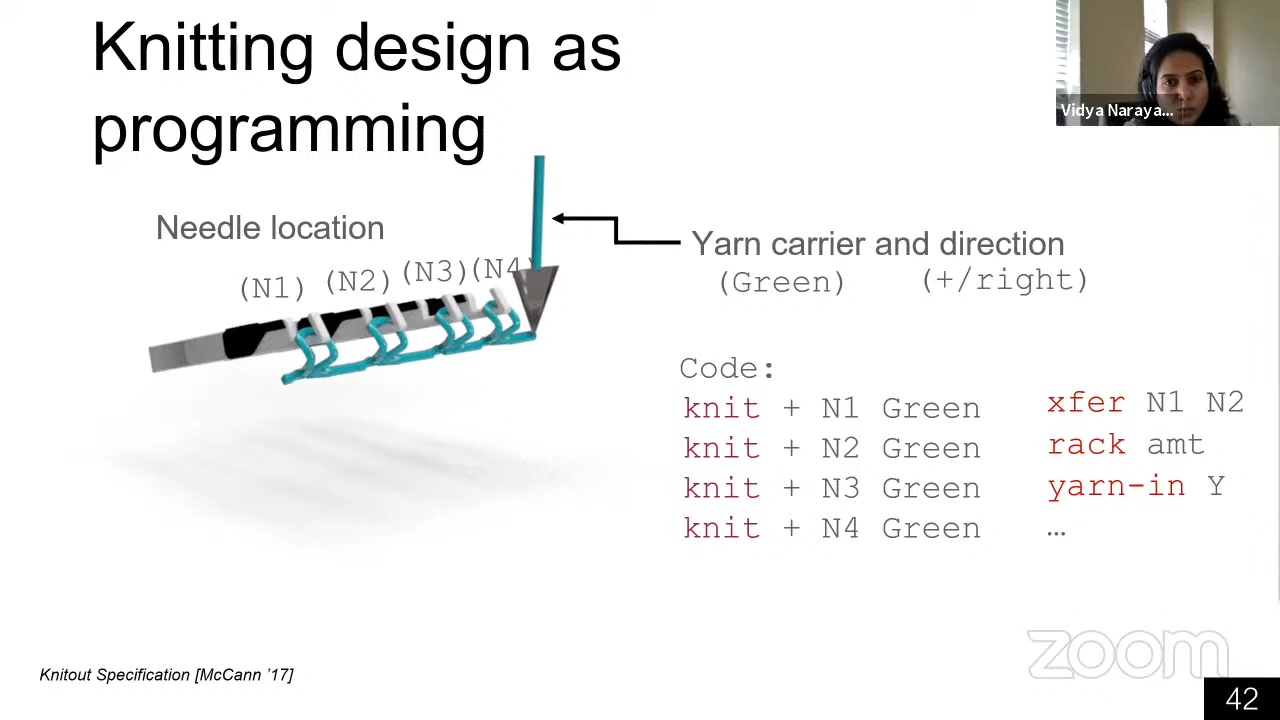 Knitting design as
programming
Vidya Naraya...
Needle location
(N1) (N2) (N3) (N4)
Yarn carrier and direction
(Green) (+/right)
Code:
knit + N1 Green
knit + N2 Green
knit + N3 Green
knit + N4 Green
xfer N1 N2
rack amt
yarn-in Y
…
Knitout Specification [McCann ’17]
zoom
42